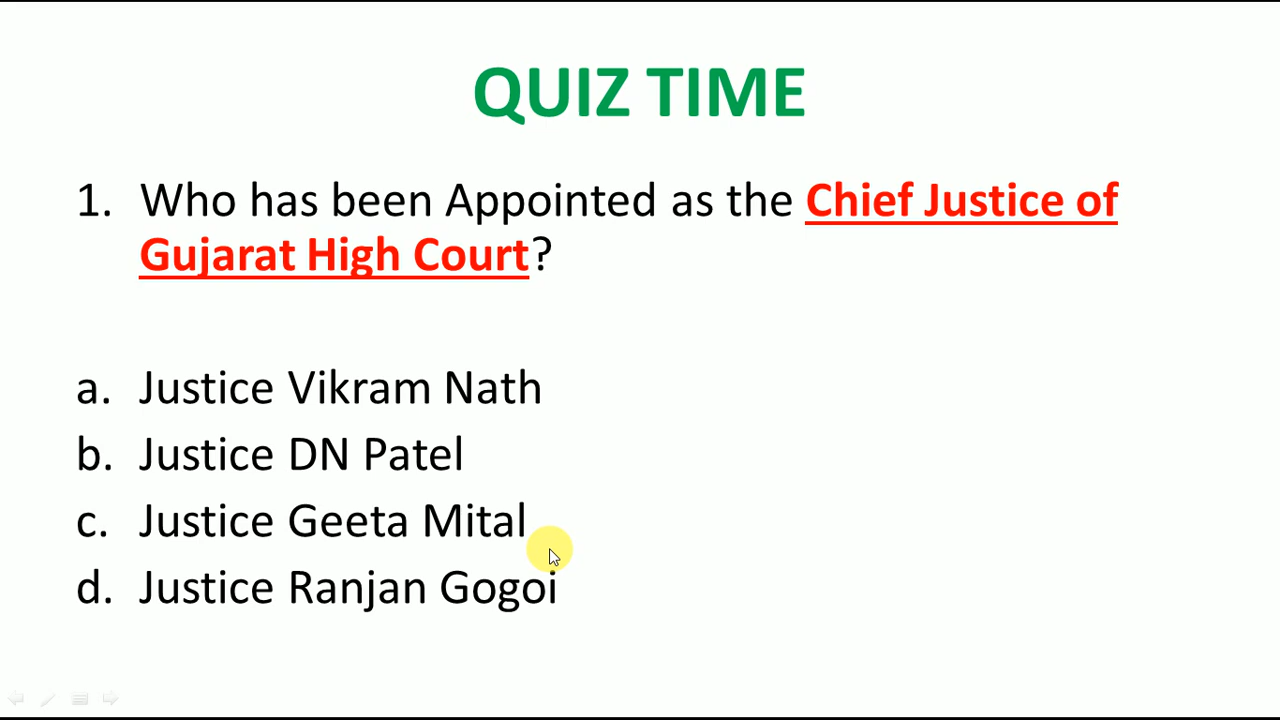 QUIZ TIME
1. Who has been Appointed as the Chief Justice of
Gujarat High Court?
a. Justice Vikram Nath
b. Justice DN Patel
c. Justice Geeta Mital
d. Justice Ranjan Gogoi